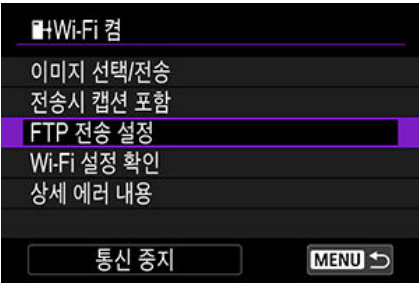 Wi-Fi 켬
이미지 선택/전송
전송시 캡션 포함
FTP 전송 설정
Wi-Fi 설정 확인
상세 에러 내용
통신 중지
MENU